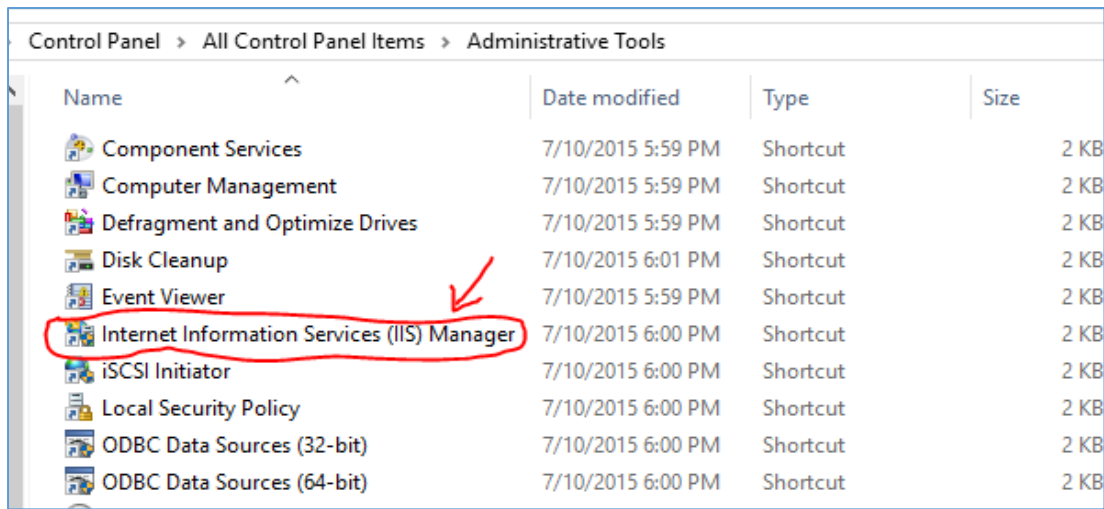 Control Panel > All Control Panel Items > Administrative Tools
Name Date modified Type Size
Component Services 7/10/2015 5:59 PM Shortcut 2 KB
Computer Management 7/10/2015 5:59 PM Shortcut 2 KB
Defragment and Optimize Drives 7/10/2015 5:59 PM Shortcut 2 KB
Disk Cleanup 7/10/2015 6:01 PM Shortcut 2 KB
Event Viewer 7/10/2015 5:59 PM Shortcut 2 KB
Internet Information Services (IIS) Manager 7/10/2015 6:00 PM Shortcut 2 KB
iSCSI Initiator 7/10/2015 6:00 PM Shortcut 2 KB
Local Security Policy 7/10/2015 6:00 PM Shortcut 2 KB
ODBC Data Sources (32-bit) 7/10/2015 6:00 PM Shortcut 2 KB
ODBC Data Sources (64-bit) 7/10/2015 6:00 PM Shortcut 2 KB